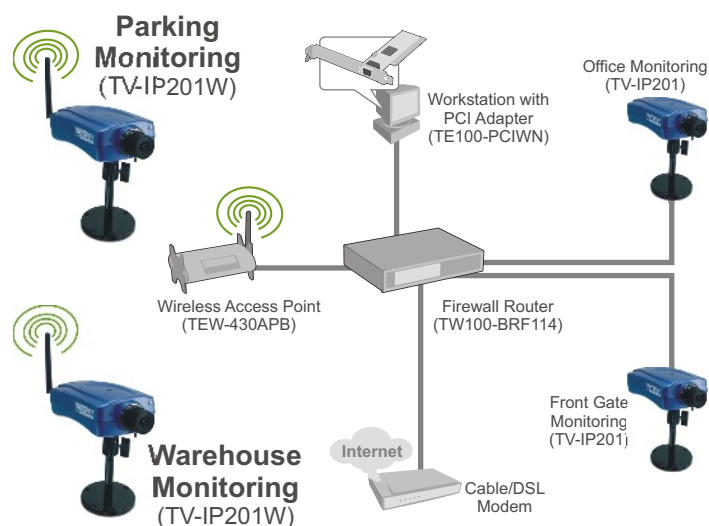 Parking
Monitoring
(TV-IP201W)
Office Monitoring
(TV-IP201)
Workstation with
PCI Adapter
(TE100-PCIWN)
Wireless Access Point
(TEW-430APB)
Firewall Router
(TW100-BRF114)
Front Gate
Monitoring
(TV-IP201)
Warehouse
Monitoring
(TV-IP201W)
Internet
Cable/DSL
Modem